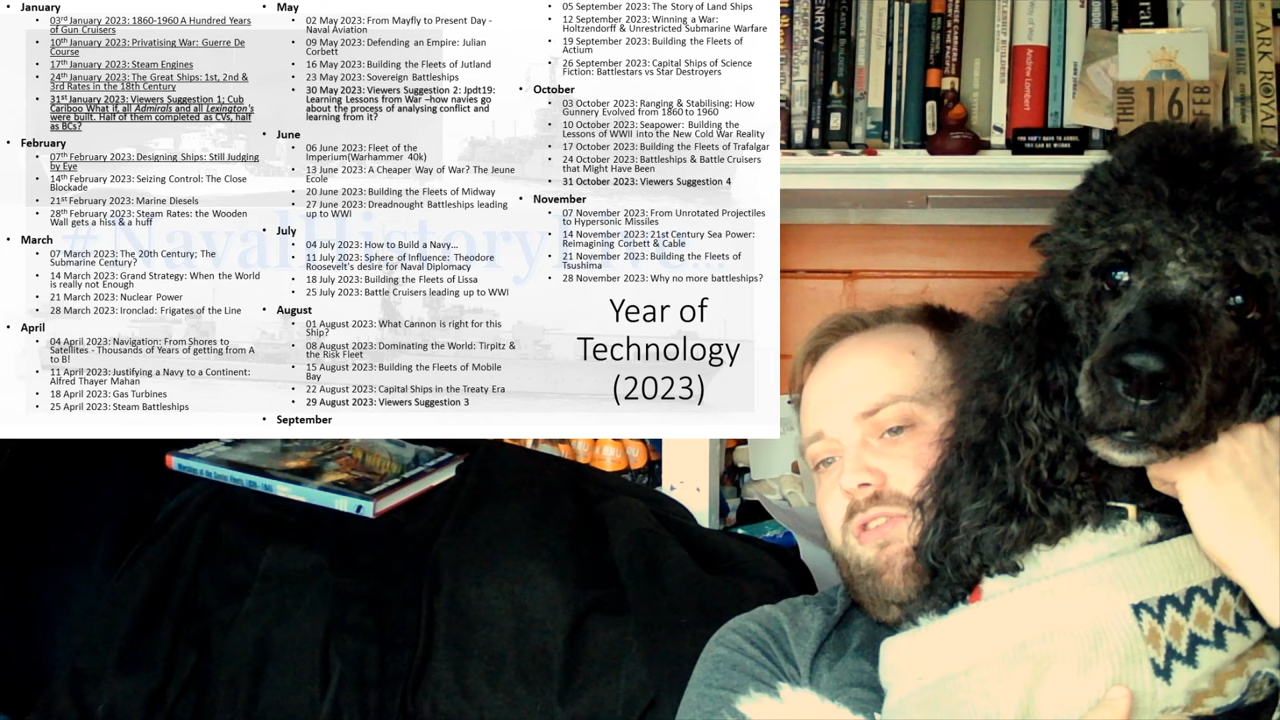 January
03rd January 2023: 1860-1960 A Hundred Years
of Gun Cruisers
10th January 2023: Privatising War: Guerre De
Course
17th January 2023: Steam Engines
24th January 2023: The Great Ships: 1st, 2nd &
3rd Rates in the 18th Century
31st January 2023: Viewers Suggestion 1; Cub
Cariboo What if, all Admirals and all Lexington's
were built. Half of them completed as CVs, half
as BCs?
February
07th February 2023: Designing Ships: Still Judging
by Eye
14th February 2023: Seizing Control: The Close
Blockade
21st February 2023: Marine Diesels
28th February 2023: Steam Rates: the Wooden
Wall gets a hiss & a huff
March
07 March 2023: The 20th Century; The
Submarine Century?
14 March 2023: Grand Strategy: When the World
is really not Enough
21 March 2023: Nuclear Power
28 March 2023: Ironclad: Frigates of the Line
April
04 April 2023: Navigation: From Shores to
Satellites - Thousands of Years of getting from A
to B!
11 April 2023: Justifying a Navy to a Continent:
Alfred Thayer Mahan
18 April 2023: Gas Turbines
25 April 2023: Steam Battleships
May
02 May 2023: From Mayfly to Present Day -
Naval Aviation
09 May 2023: Defending an Empire: Julian
Corbett
16 May 2023: Building the Fleets of Jutland
23 May 2023: Sovereign Battleships
30 May 2023: Viewers Suggestion 2: Jpdt19:
Learning Lessons from War –how navies go
about the process of analysing conflict and
learning from it?
June
06 June 2023: Fleet of the
Imperium(Warhammer 40k)
13 June 2023: A Cheaper Way of War? The Jeune
Ecole
20 June 2023: Building the Fleets of Midway
27 June 2023: Dreadnought Battleships leading
up to WWI
July
04 July 2023: How to Build a Navy...
11 July 2023: Sphere of Influence: Theodore
Roosevelt's desire for Naval Diplomacy
18 July 2023: Building the Fleets of Lissa
25 July 2023: Battle Cruisers leading up to WWI
August
01 August 2023: What Cannon is right for this
Ship?
08 August 2023: Dominating the World: Tirpitz &
the Risk Fleet
15 August 2023: Building the Fleets of Mobile
Bay
22 August 2023: Capital Ships in the Treaty Era
29 August 2023: Viewers Suggestion 3
September
05 September 2023: The Story of Land Ships
12 September 2023: Winning a War:
Holtzendorff & Unrestricted Submarine Warfare
19 September 2023: Building the Fleets of
Actium
26 September 2023: Capital Ships of Science
Fiction: Battlestars vs Star Destroyers
October
03 October 2023: Ranging & Stabilising: How
Gunnery Evolved from 1860 to 1960
10 October 2023: Seapower: Building the
Lessons of WWII into the New Cold War Reality
17 October 2023: Building the Fleets of Trafalgar
24 October 2023: Battleships & Battle Cruisers
that Might Have Been
31 October 2023: Viewers Suggestion 4
November
07 November 2023: From Unrotated Projectiles
to Hypersonic Missiles
14 November 2023: 21st Century Sea Power:
Reimagining Corbett & Cable
21 November 2023: Building the Fleets of
Tsushima
28 November 2023: Why no more battleships?
Year of
Technology
(2023)
THUR 16 FEB
Andrew Lambert
ARK ROYAL